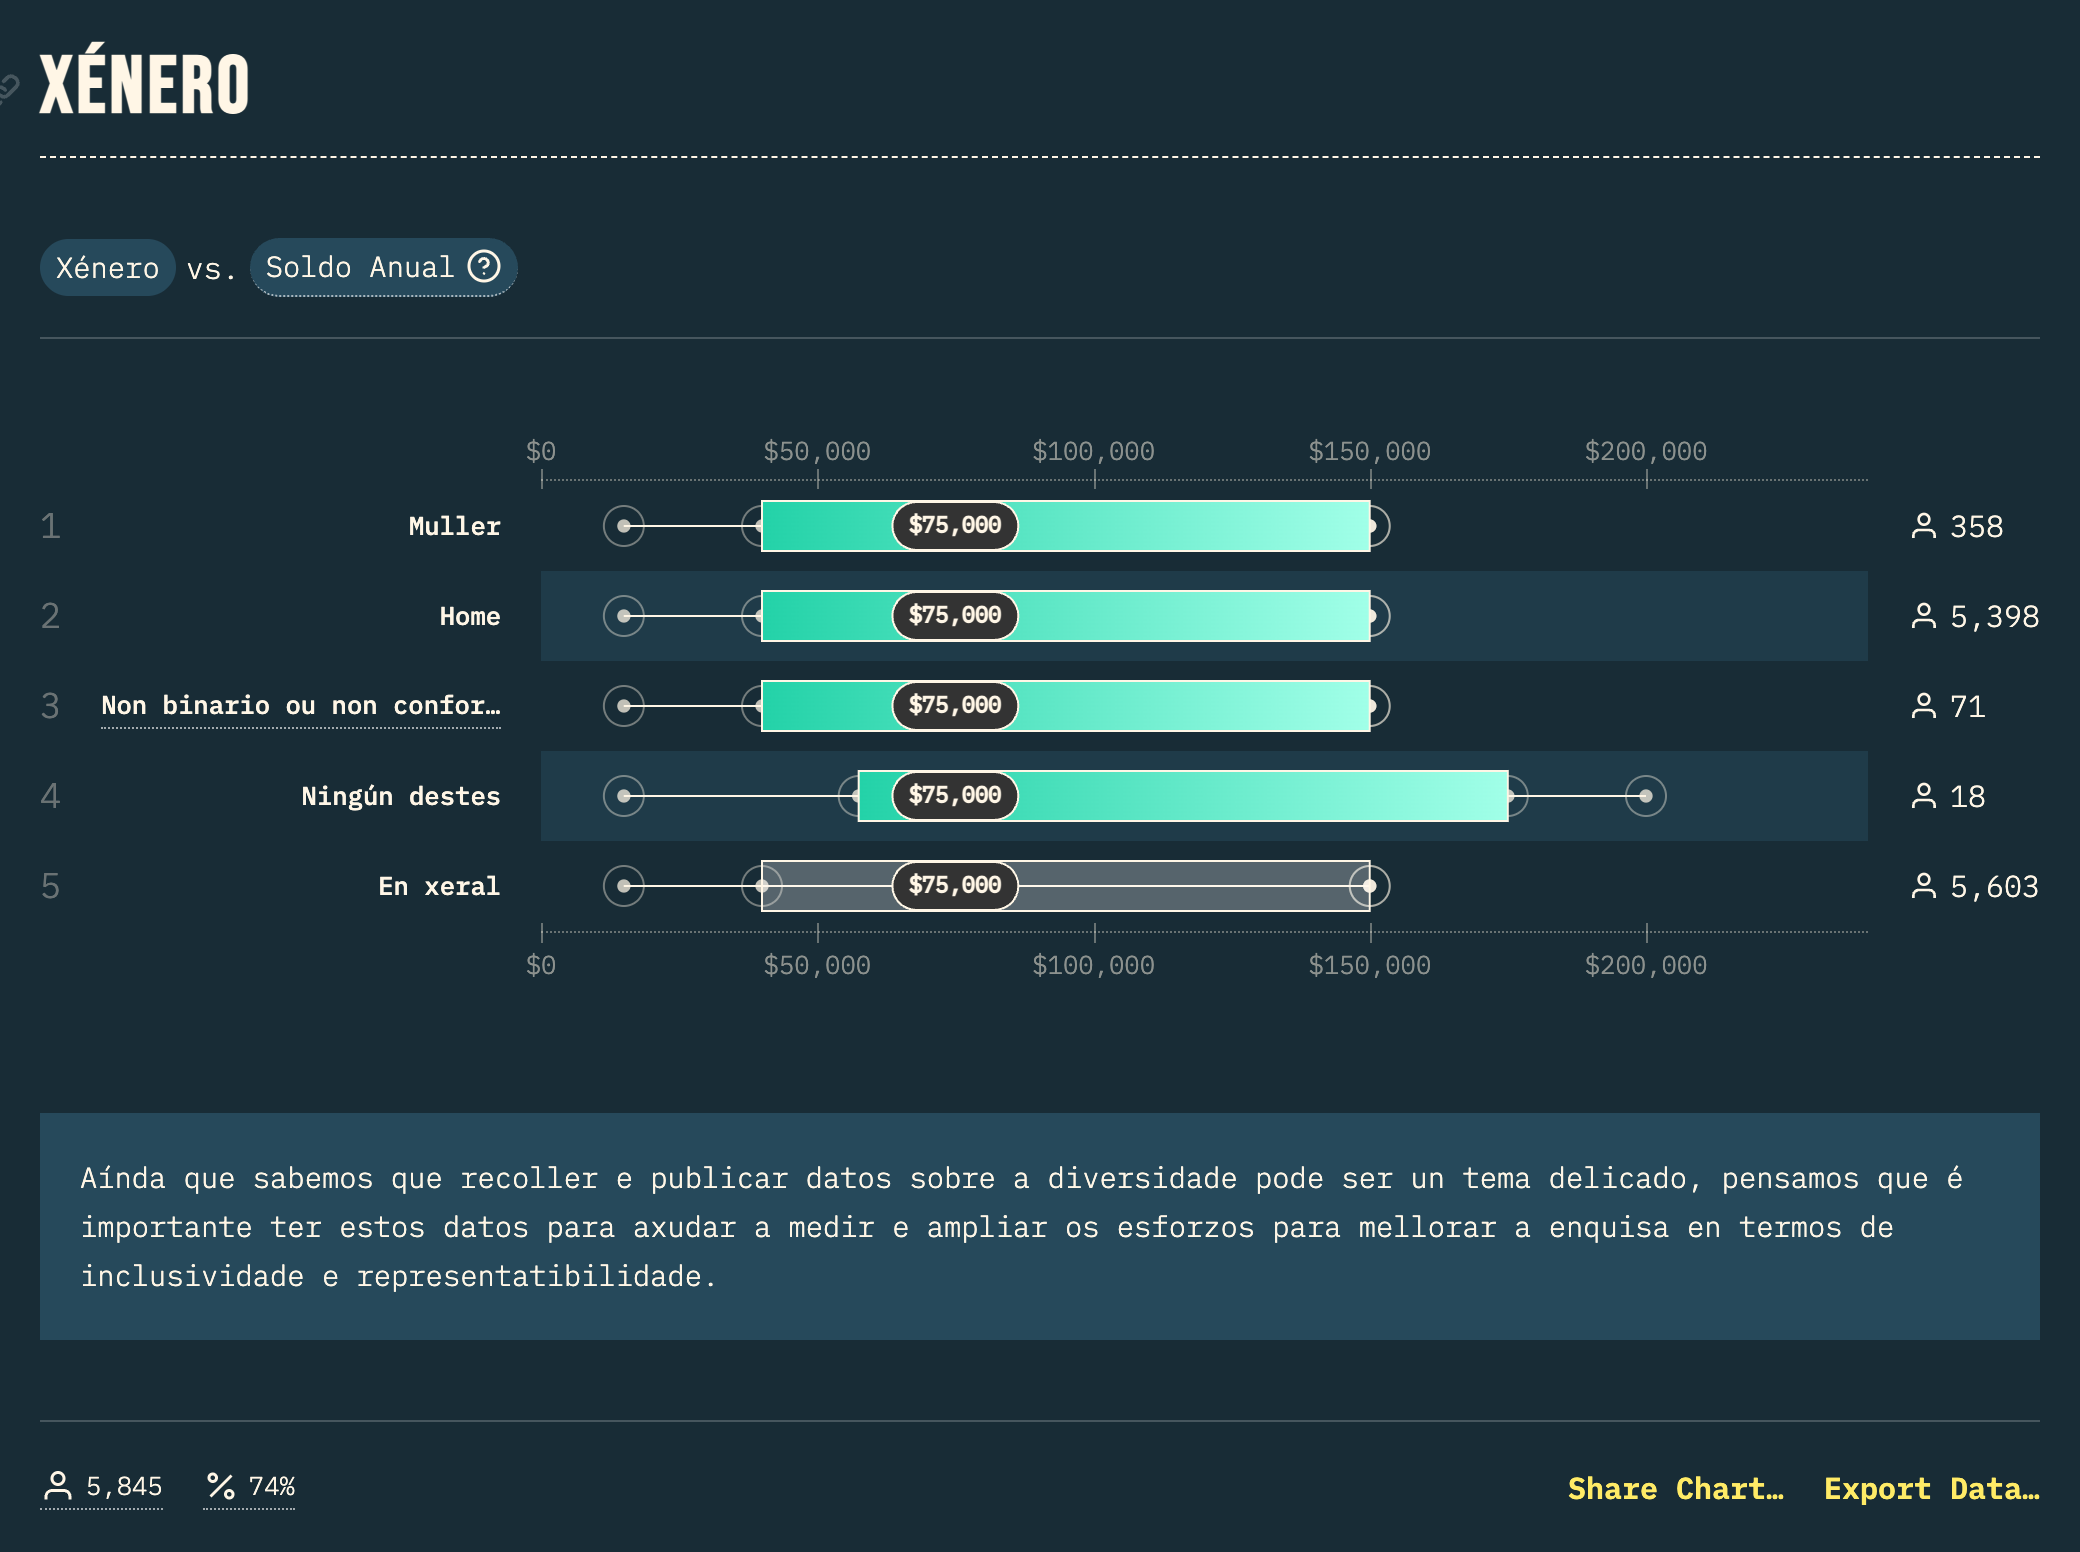 XÉNERO
Xénero vs. Soldo Anual
$0 $50,000 $100,000 $150,000 $200,000
1 Muller $75,000 358
2 Home $75,000 5,398
3 Non binario ou non confor… $75,000 71
4 Ningún destes $75,000 18
5 En xeral $75,000 5,603
$0 $50,000 $100,000 $150,000 $200,000
Aínda que sabemos que recoller e publicar datos sobre a diversidade pode ser un tema delicado, pensamos que é
importante ter estos datos para axudar a medir e ampliar os esforzos para mellorar a enquisa en termos de
inclusividade e representatibilidade.
5,845 74% Share Chart… Export Data…